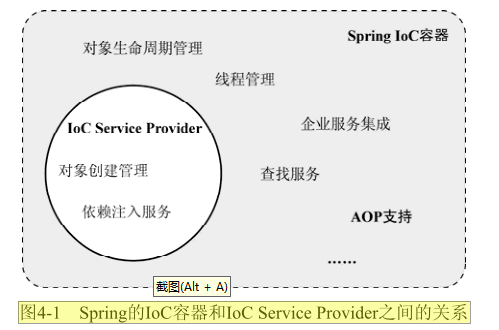 Spring IoC容器
对象生命周期管理
线程管理
IoC Service Provider
企业服务集成
对象创建管理
查找服务
依赖注入服务
AOP支持
……
截图(Alt + A)
图4-1 Spring的IoC容器和IoC Service Provider之间的关系